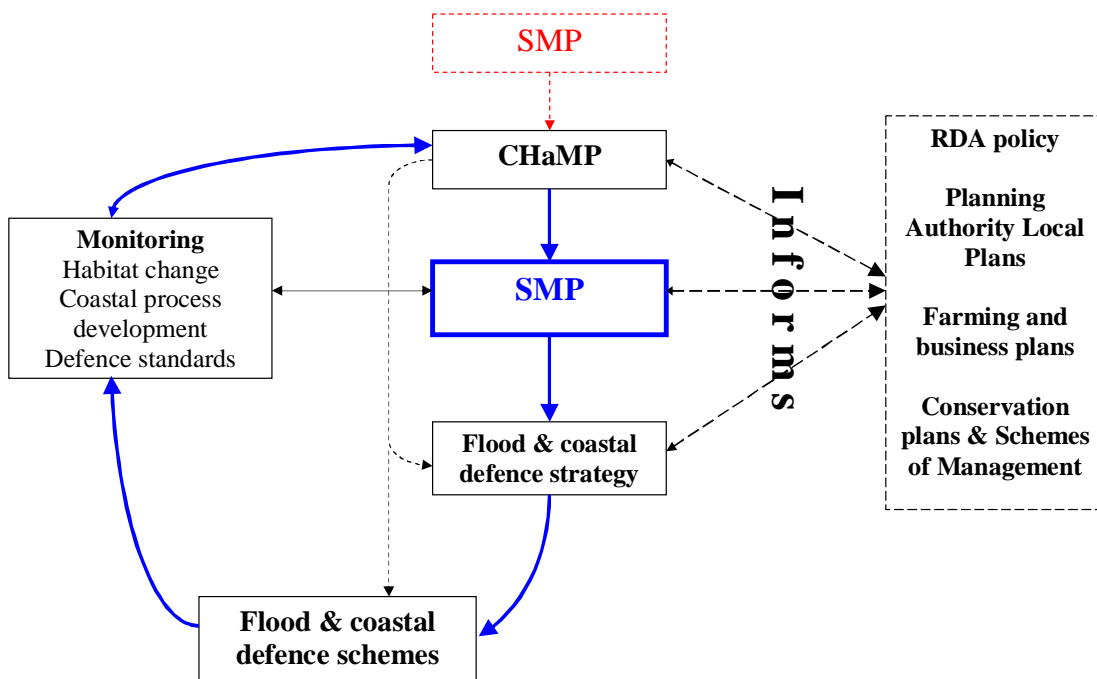 SMP
CHaMP
RDA policy
Planning
Authority Local
Plans
Farming and
business plans
Conservation
plans & Schemes
of Management
Informs
Monitoring
Habitat change
Coastal process
development
Defence standards
SMP
Flood & coastal
defence strategy
Flood & coastal
defence schemes